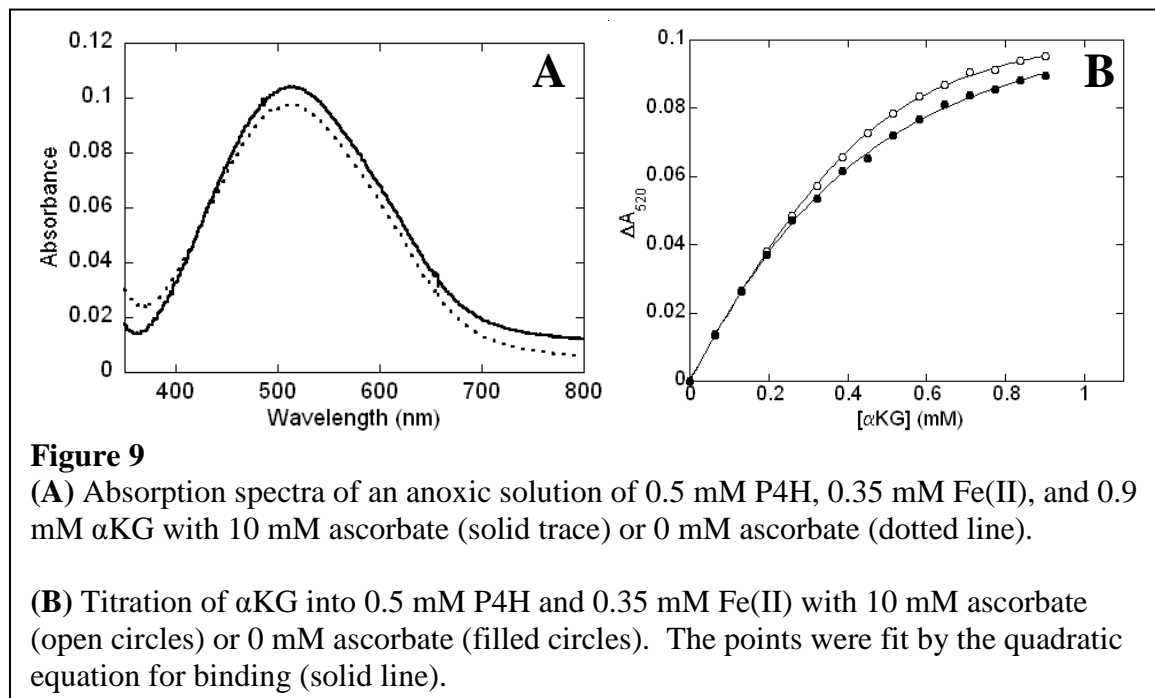 A
0.12
0.1
0.08
0.06
0.04
0.02
0
Absorbance
400 500 600 700 800
Wavelength (nm)
B
0.1
0.08
0.06
0.04
0.02
0
ΔA520
0 0.2 0.4 0.6 0.8 1
[αKG] (mM)
Figure 9
(A) Absorption spectra of an anoxic solution of 0.5 mM P4H, 0.35 mM Fe(II), and 0.9
mM αKG with 10 mM ascorbate (solid trace) or 0 mM ascorbate (dotted line).
(B) Titration of αKG into 0.5 mM P4H and 0.35 mM Fe(II) with 10 mM ascorbate
(open circles) or 0 mM ascorbate (filled circles).  The points were fit by the quadratic
equation for binding (solid line).